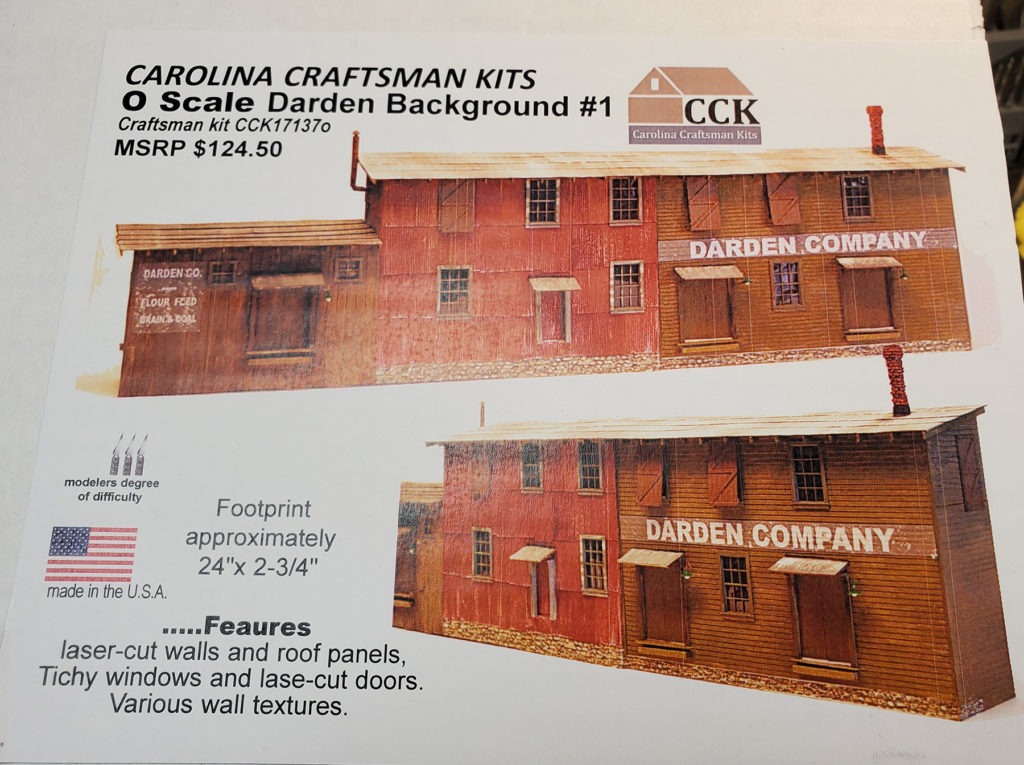 CAROLINA CRAFTSMAN KITS
O Scale Darden Background #1
Craftsman kit CCK17137o
MSRP $124.50
CCK
Carolina Craftsman Kits
DARDEN COMPANY
DARDEN CO.
FLOUR FEED
GRAIN & COAL
DARDEN COMPANY
modelers degree
of difficulty
Footprint
approximately
24"x 2-3/4"
made in the U.S.A.
.....Feaures
laser-cut walls and roof panels,
Tichy windows and lase-cut doors.
Various wall textures.